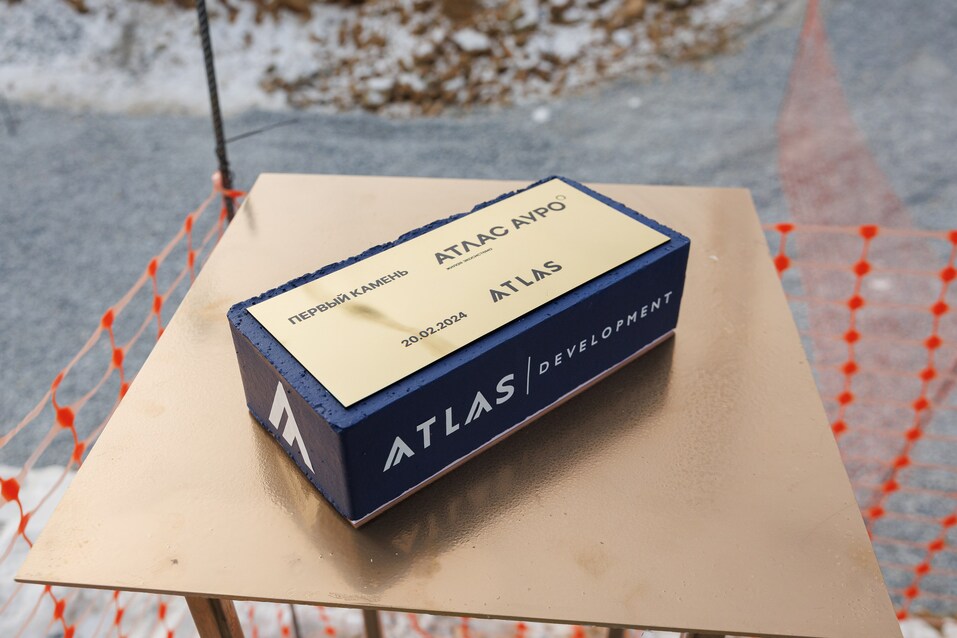 ПЕРВЫЙ КАМЕНЬ
АТЛАС АУРО
20.02.2024
ATLAS
ATLAS | DEVELOPMENT